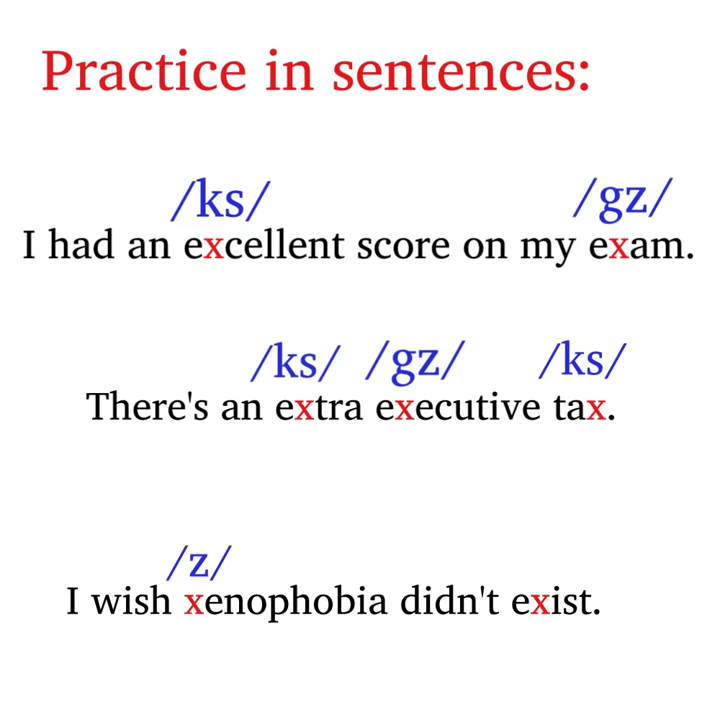 Practice in sentences:
/ks/ /gz/
I had an excellent score on my exam.
/ks/ /gz/ /ks/
There's an extra executive tax.
/z/
I wish xenophobia didn't exist.